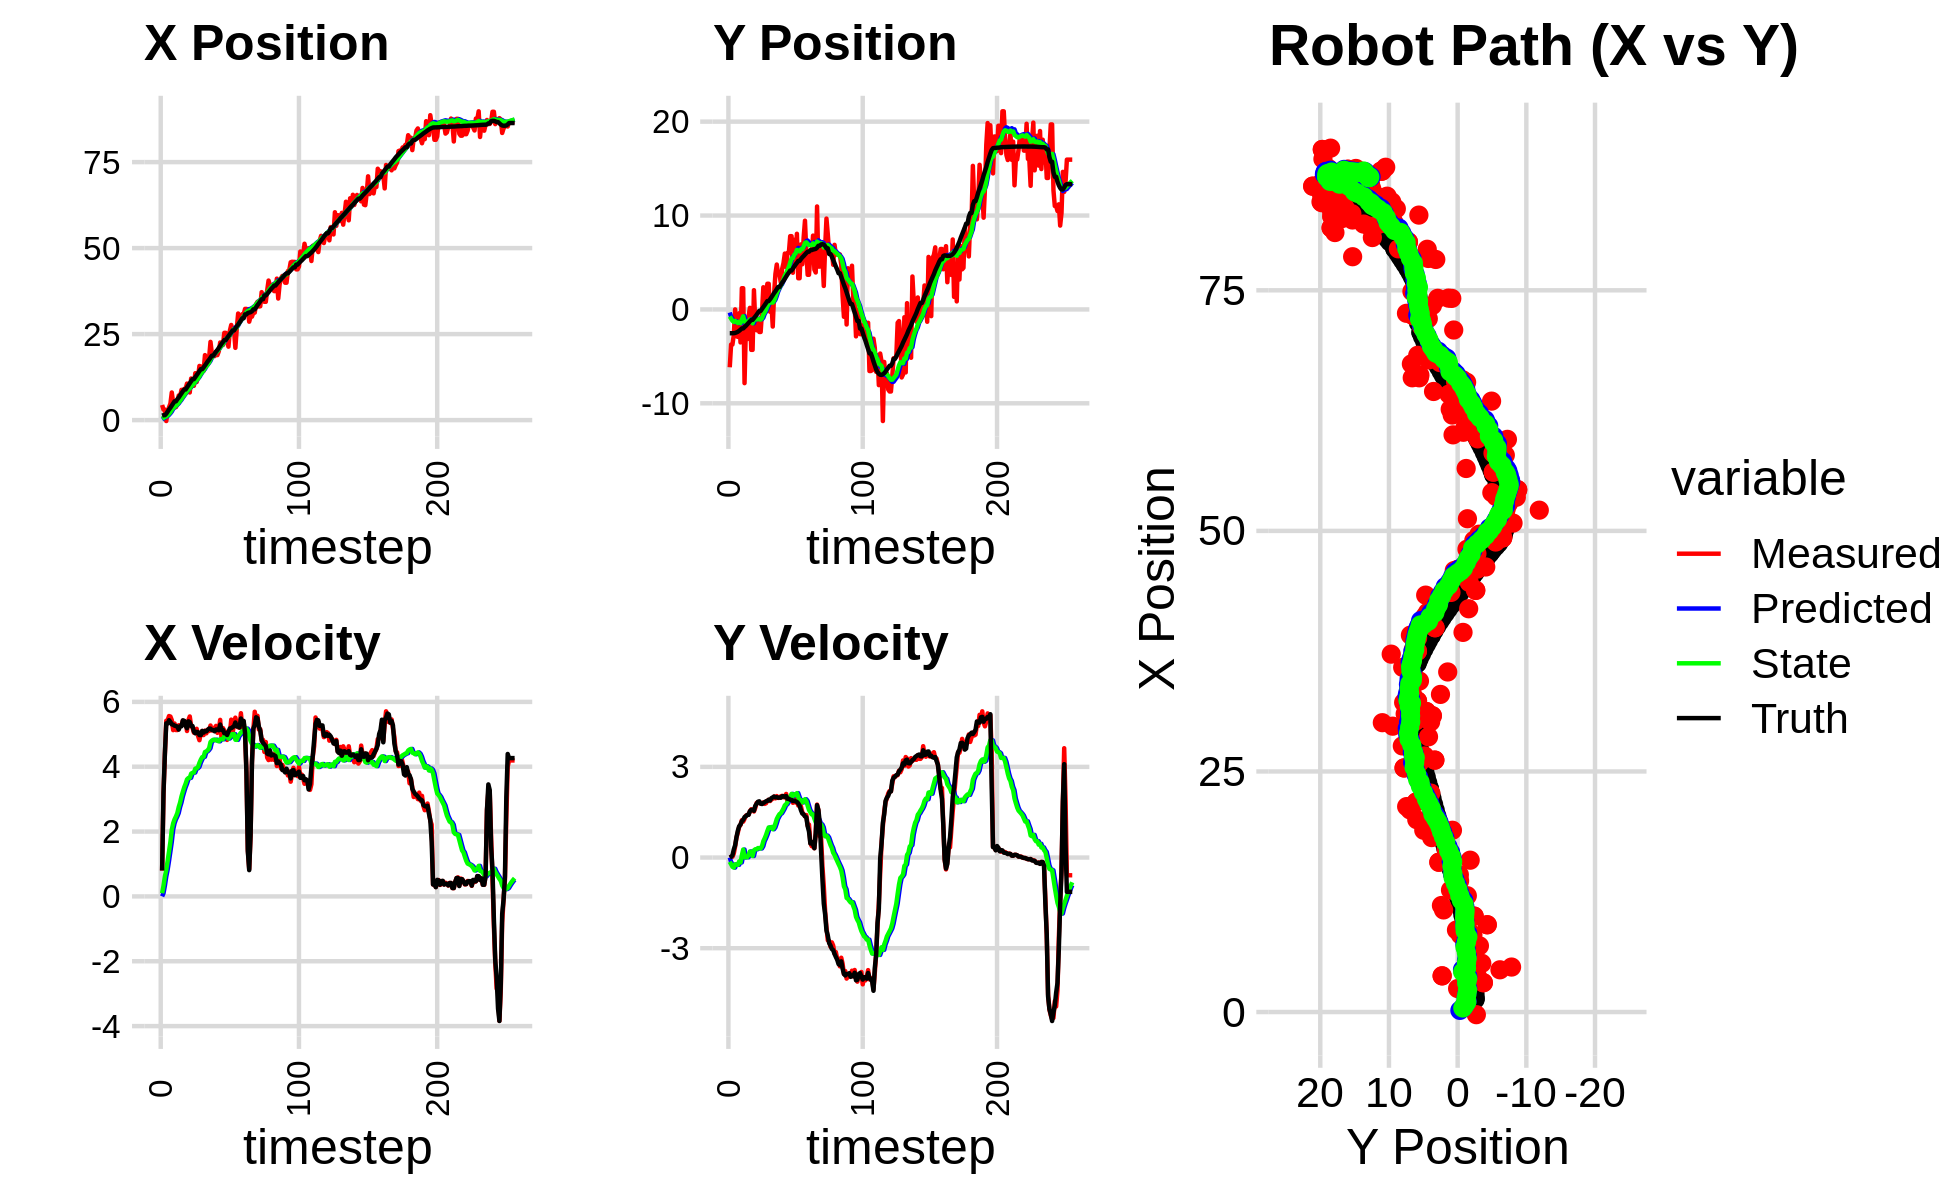 X Position
75
50
25
0
0
100
200
timestep
Y Position
20
10
0
-10
0
100
200
timestep
X Velocity
6
4
2
0
-2
-4
0
100
200
timestep
Y Velocity
3
0
-3
0
100
200
timestep
Robot Path (X vs Y)
X Position
75
50
25
0
20 10 0 -10 -20
Y Position
variable
Measured
Predicted
State
Truth